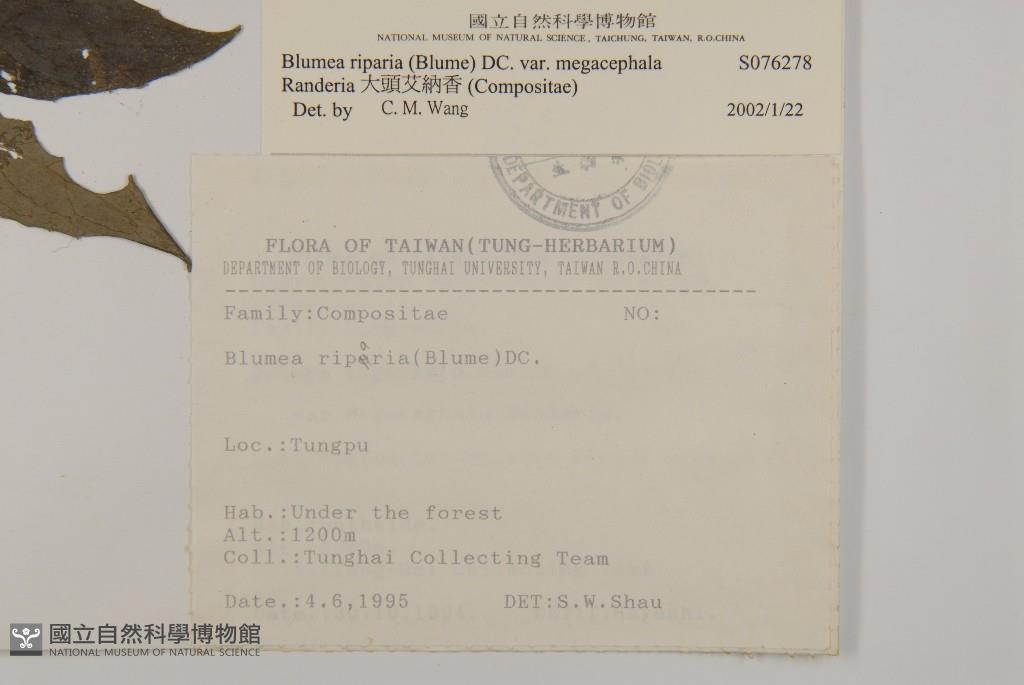 國立自然科學博物館
NATIONAL MUSEUM OF NATURAL SCIENCE, TAICHUNG, TAIWAN, R.O.CHINA
Blumea riparia (Blume) DC. var. megacephala S076278
Randeria 大頭艾納香 (Compositae)
Det. by C. M. Wang 2002/1/22
DEPARTMENT OF BIOL
FLORA OF TAIWAN(TUNG-HERBARIUM)
DEPARTMENT OF BIOLOGY, TUNGHAI UNIVERSITY, TAIWAN R.O.CHINA
Family:Compositae NO:
Blumea riparia(Blume)DC.
Loc.:Tungpu
Hab.:Under the forest
Alt.:1200m
Coll.:Tunghai Collecting Team
Date.:4.6,1995 DET:S.W.Shau
國立自然科學博物館
NATIONAL MUSEUM OF NATURAL SCIENCE